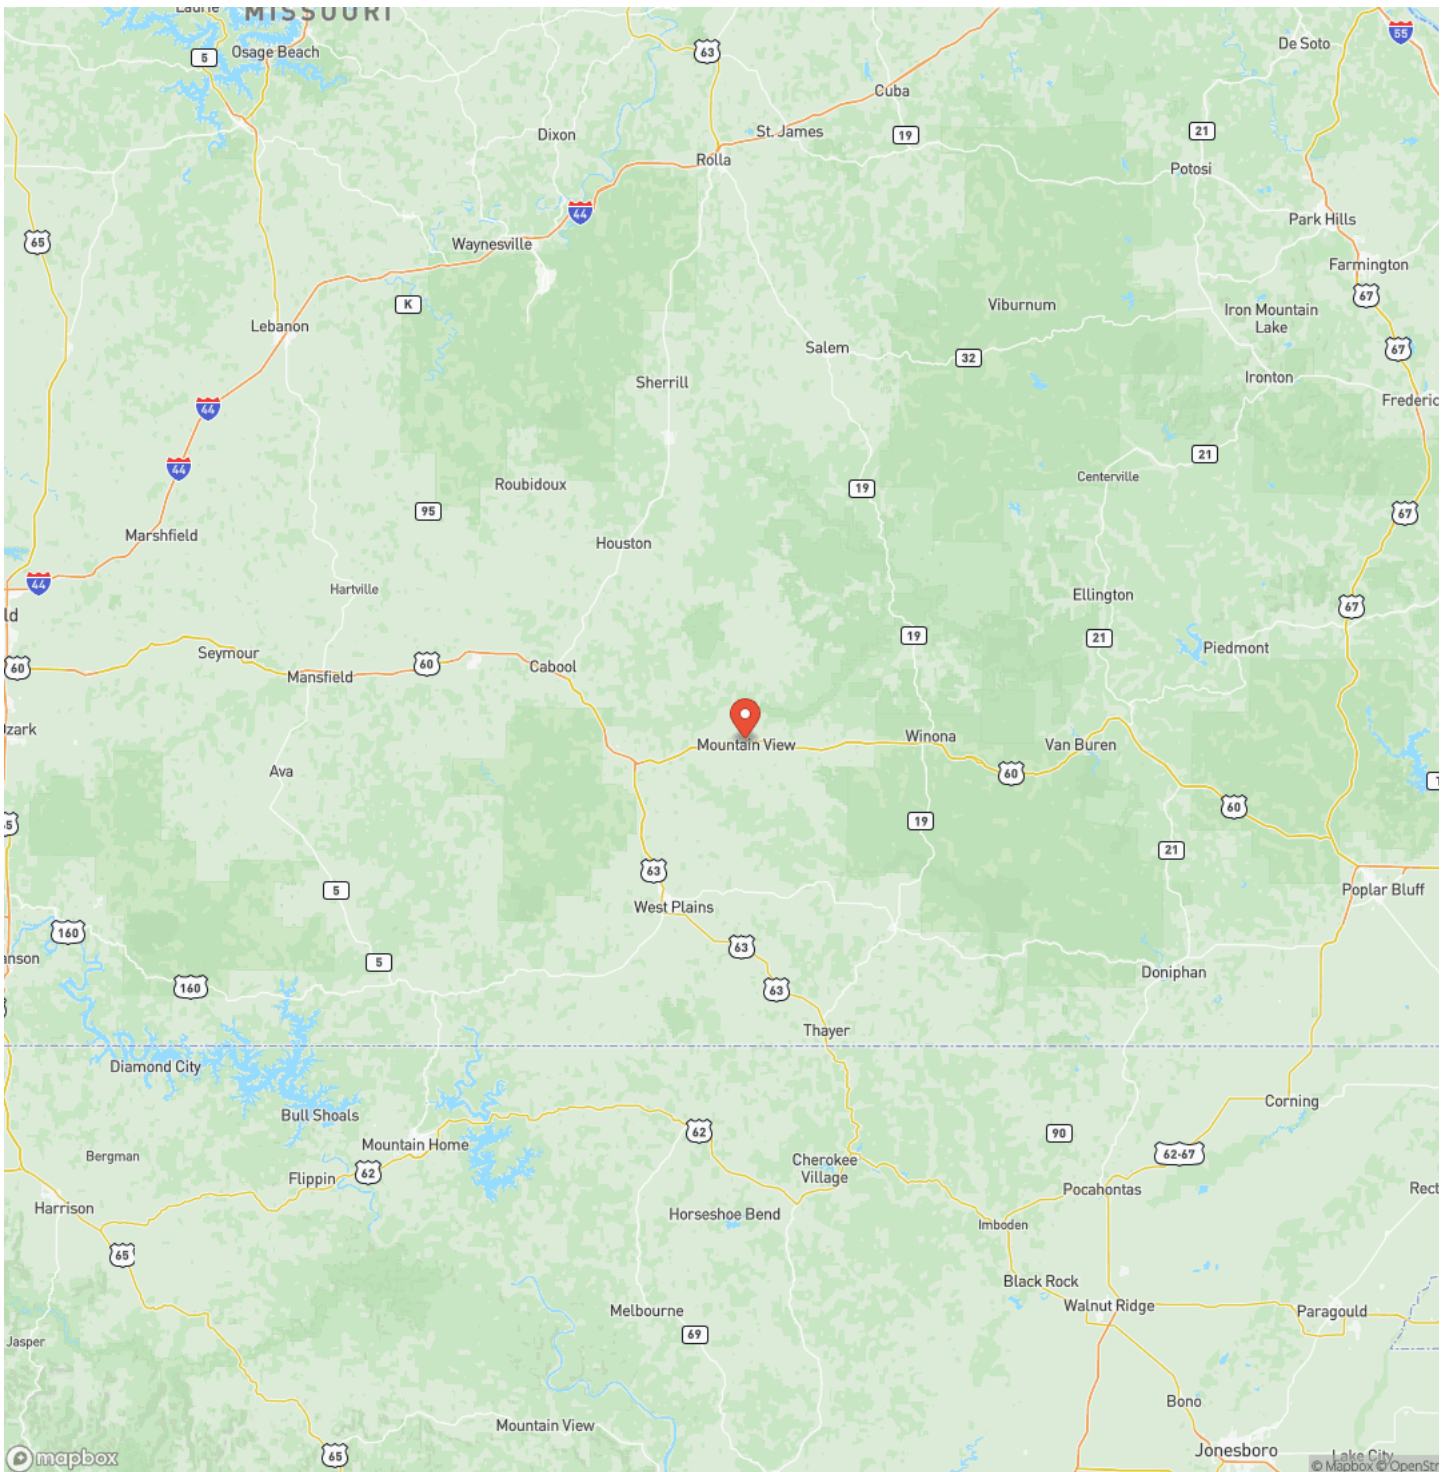 Laurie
MISSOURI
Osage Beach
5
63
De Soto
55
Cuba
Dixon
St. James
19
21
Rolla
Potosi
44
Park Hills
65
Waynesville
Farmington
67
K
Viburnum
Iron Mountain
Lake
Lebanon
Salem
32
67
Sherrill
Ironton
44
Frederic
44
21
Roubidoux
19
Centerville
95
67
Marshfield
Houston
44
Hartville
Ellington
67
ld
19
21
Seymour
Piedmont
60
Mansfield
60
Cabool
zark
Mountain View
Winona
Van Buren
Ava
60
60
19
5
21
63
5
Poplar Bluff
West Plains
160
63
anson
5
Doniphan
160
63
Thayer
Diamond City
Bull Shoals
Corning
Mountain Home
62
90
62-67
Bergman
Flippin
62
Cherokee
Village
Pocahontas
Rect
Harrison
Horseshoe Bend
Imboden
65
Black Rock
Melbourne
Walnut Ridge
Paragould
69
Jasper
Mountain View
Bono
65
Jonesboro
Lake City
mapbox
© Mapbox © OpenStr